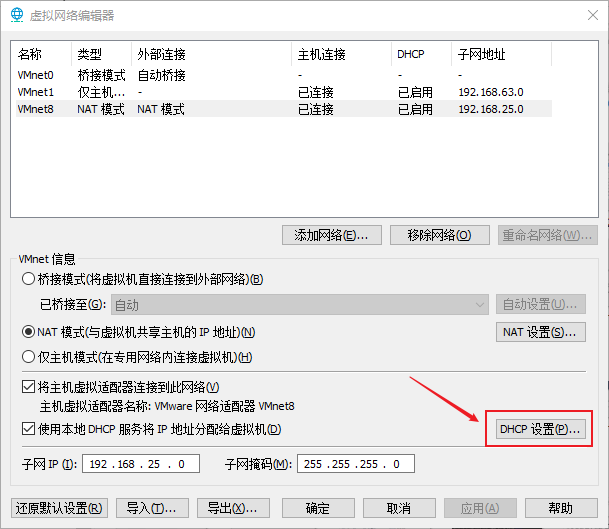 虚拟网络编辑器
名称 类型 外部连接 主机连接 DHCP 子网地址
VMnet0 桥接模式 自动桥接 - - -
VMnet1 仅主机... - 已连接 已启用 192.168.63.0
VMnet8 NAT 模式 NAT 模式 已连接 已启用 192.168.25.0
添加网络(E)... 移除网络(O) 重命名网络(W)...
VMnet 信息
桥接模式(将虚拟机直接连接到外部网络)(B)
已桥接至(G): 自动 自动设置(U)...
NAT 模式(与虚拟机共享主机的 IP 地址)(N) NAT 设置(S)...
仅主机模式(在专用网络内连接虚拟机)(H)
将主机虚拟适配器连接到此网络(V)
主机虚拟适配器名称: VMware 网络适配器 VMnet8
使用本地 DHCP 服务将 IP 地址分配给虚拟机(D) DHCP 设置(P)...
子网 IP (I): 192 .168 . 25 . 0 子网掩码(M): 255 .255 .255 . 0
还原默认设置(R) 导入(T)... 导出(X)... 确定 取消 应用(A) 帮助